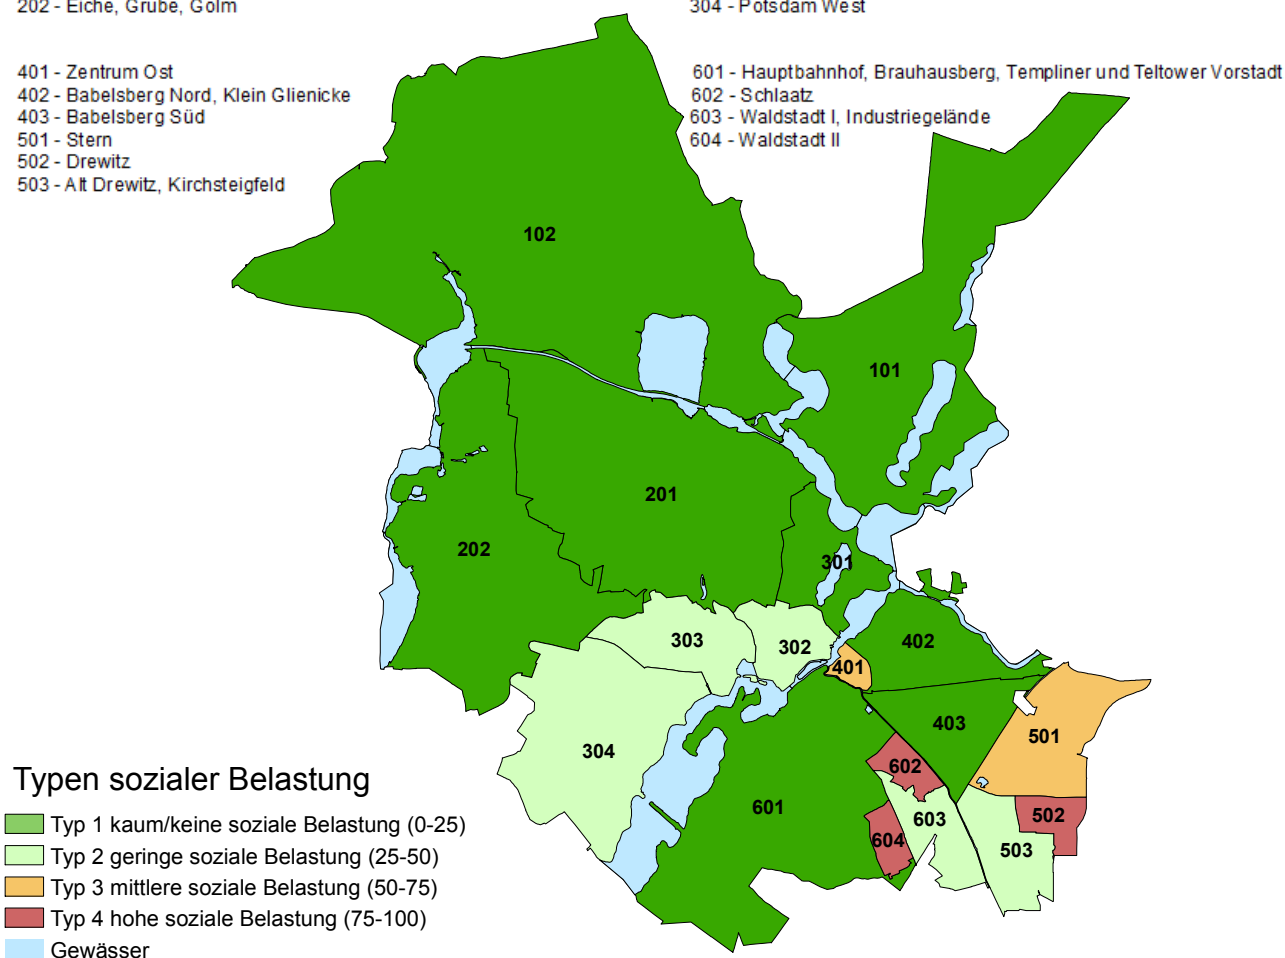 202 - Eiche, Grube, Golm
304 - Potsdam West
401 - Zentrum Ost
402 - Babelsberg Nord, Klein Glienicke
403 - Babelsberg Süd
501 - Stern
502 - Drewitz
503 - Alt Drewitz, Kirchsteigfeld
601 - Hauptbahnhof, Brauhausberg, Templiner und Teltower Vorstadt
602 - Schlaatz
603 - Waldstadt I, Industriegelände
604 - Waldstadt II
102
101
201
202
301
303
302
402
401
403
304
501
602
601
603
502
604
503
Typen sozialer Belastung
Typ 1 kaum/keine soziale Belastung (0-25)
Typ 2 geringe soziale Belastung (25-50)
Typ 3 mittlere soziale Belastung (50-75)
Typ 4 hohe soziale Belastung (75-100)
Gewässer